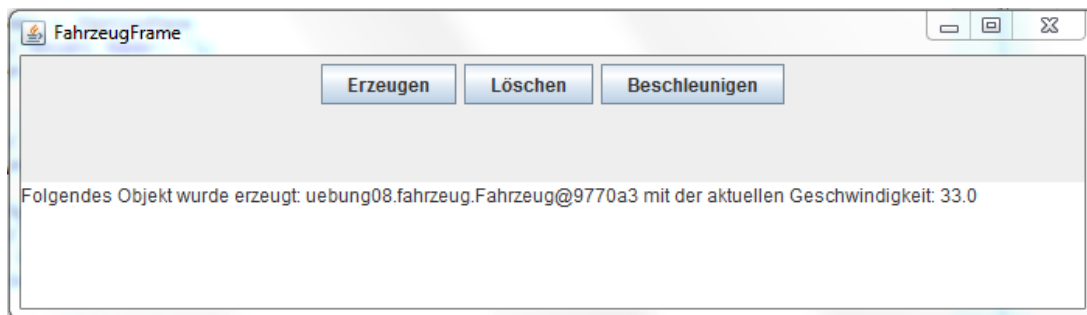 FahrzeugFrame
Erzeugen Löschen Beschleunigen
Folgendes Objekt wurde erzeugt: uebung08.fahrzeug.Fahrzeug@9770a3 mit der aktuellen Geschwindigkeit: 33.0